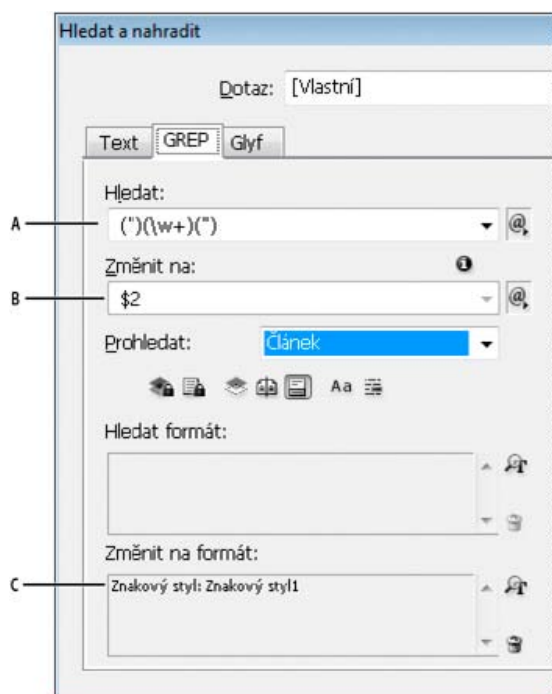 Hledat a nahradit
Dotaz: [Vlastní]
Text GREP Glyf
Hledat:
A (")(\w+)(")
Změnit na:
B $2
Prohledat: Článek
Aa
Hledat formát:
Změnit na formát:
C Znakový styl: Znakový styl1